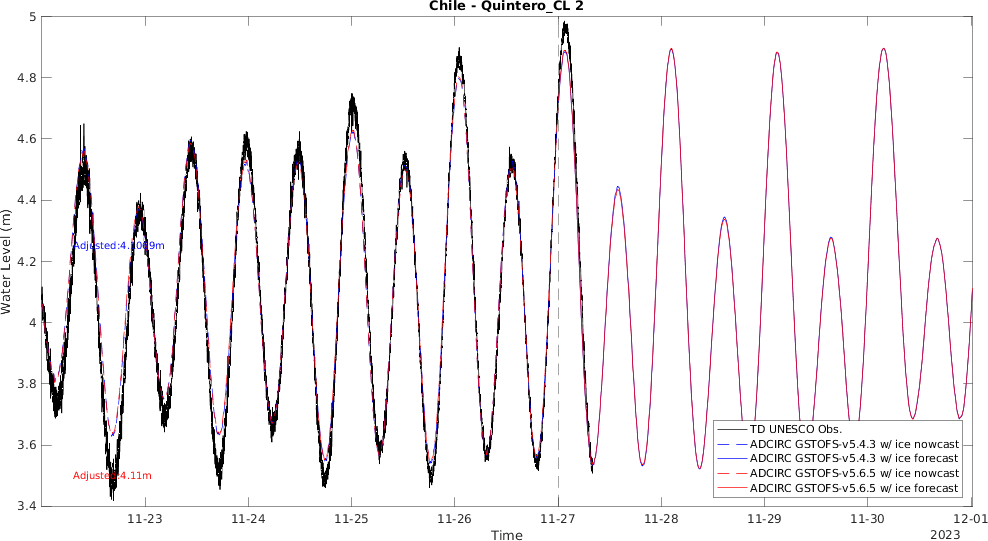 Chile - Quintero_CL 2
Water Level (m)
5
4.8
4.6
4.4
4.2
4
3.8
3.6
3.4
Adjusted:4.1069m
Adjusted:4.11m
TD UNESCO Obs.
ADCIRC GSTOFS-v5.4.3 w/ ice nowcast
ADCIRC GSTOFS-v5.4.3 w/ ice forecast
ADCIRC GSTOFS-v5.6.5 w/ ice nowcast
ADCIRC GSTOFS-v5.6.5 w/ ice forecast
11-23 11-24 11-25 11-26 11-27 11-28 11-29 11-30 12-01
Time
2023